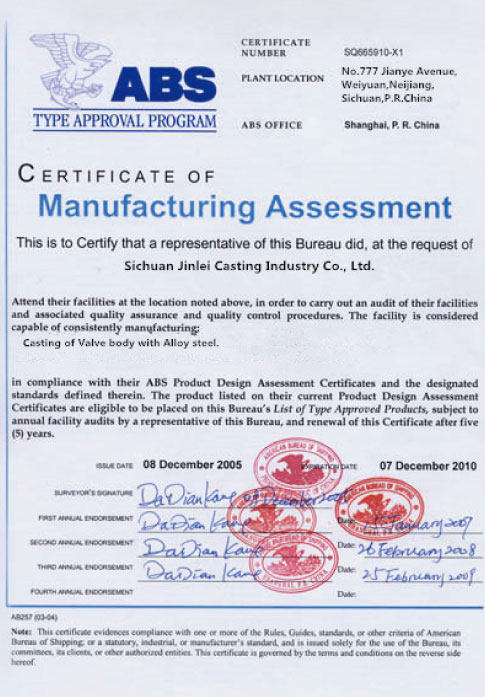 ABS
TYPE APPROVAL PROGRAM
CERTIFICATE
NUMBER
SQ665910-X1
PLANT LOCATION
No.777 Jianye Avenue,
Weiyuan,Neijiang,
Sichuan,P.R.China
ABS OFFICE
Shanghai, P. R. China
CERTIFICATE OF
Manufacturing Assessment
This is to Certify that a representative of this Bureau did, at the request of
Sichuan Jinlei Casting Industry Co., Ltd.
Attend their facilities at the location noted above, in order to carry out an audit of their facilities
and associated quality assurance and quality control procedures. The facility is considered
capable of consistently manufacturing:
Casting of Valve body with Alloy steel.
in compliance with their ABS Product Design Assessment Certificates and the designated
standards defined therein. The product listed on their current Product Design Assessment
Certificates are eligible to be placed on this Bureau's List of Type Approved Products, subject to
annual facility audits by a representative of this Bureau, and renewal of this Certificate after five
(5) years.
ISSUE DATE 08 December 2005 EXPIRATION DATE 07 December 2010
SURVEYOR'S SIGNATURE DaDian Kang December
FIRST ANNUAL ENDORSEMENT DaDian Kang Date: 15 January 2007
SECOND ANNUAL ENDORSEMENT DaDian Kang Date: 26 February 2008
THIRD ANNUAL ENDORSEMENT DaDian Kang Date: 25 February 2009
FOURTH ANNUAL ENDORSEMENT Date:
AMERICAN BUREAU OF SHIPPING
AB257 (03-04)
Note: This certificate evidences compliance with one or more of the Rules, Guides, standards, or other criteria of American
Bureau of Shipping; or a statutory, industrial, or manufacturer's standard, and is issued solely for the use of the Bureau, its
committees, its clients, or other authorized entities. This certificate is governed by the terms and conditions on the reverse side
hereof.